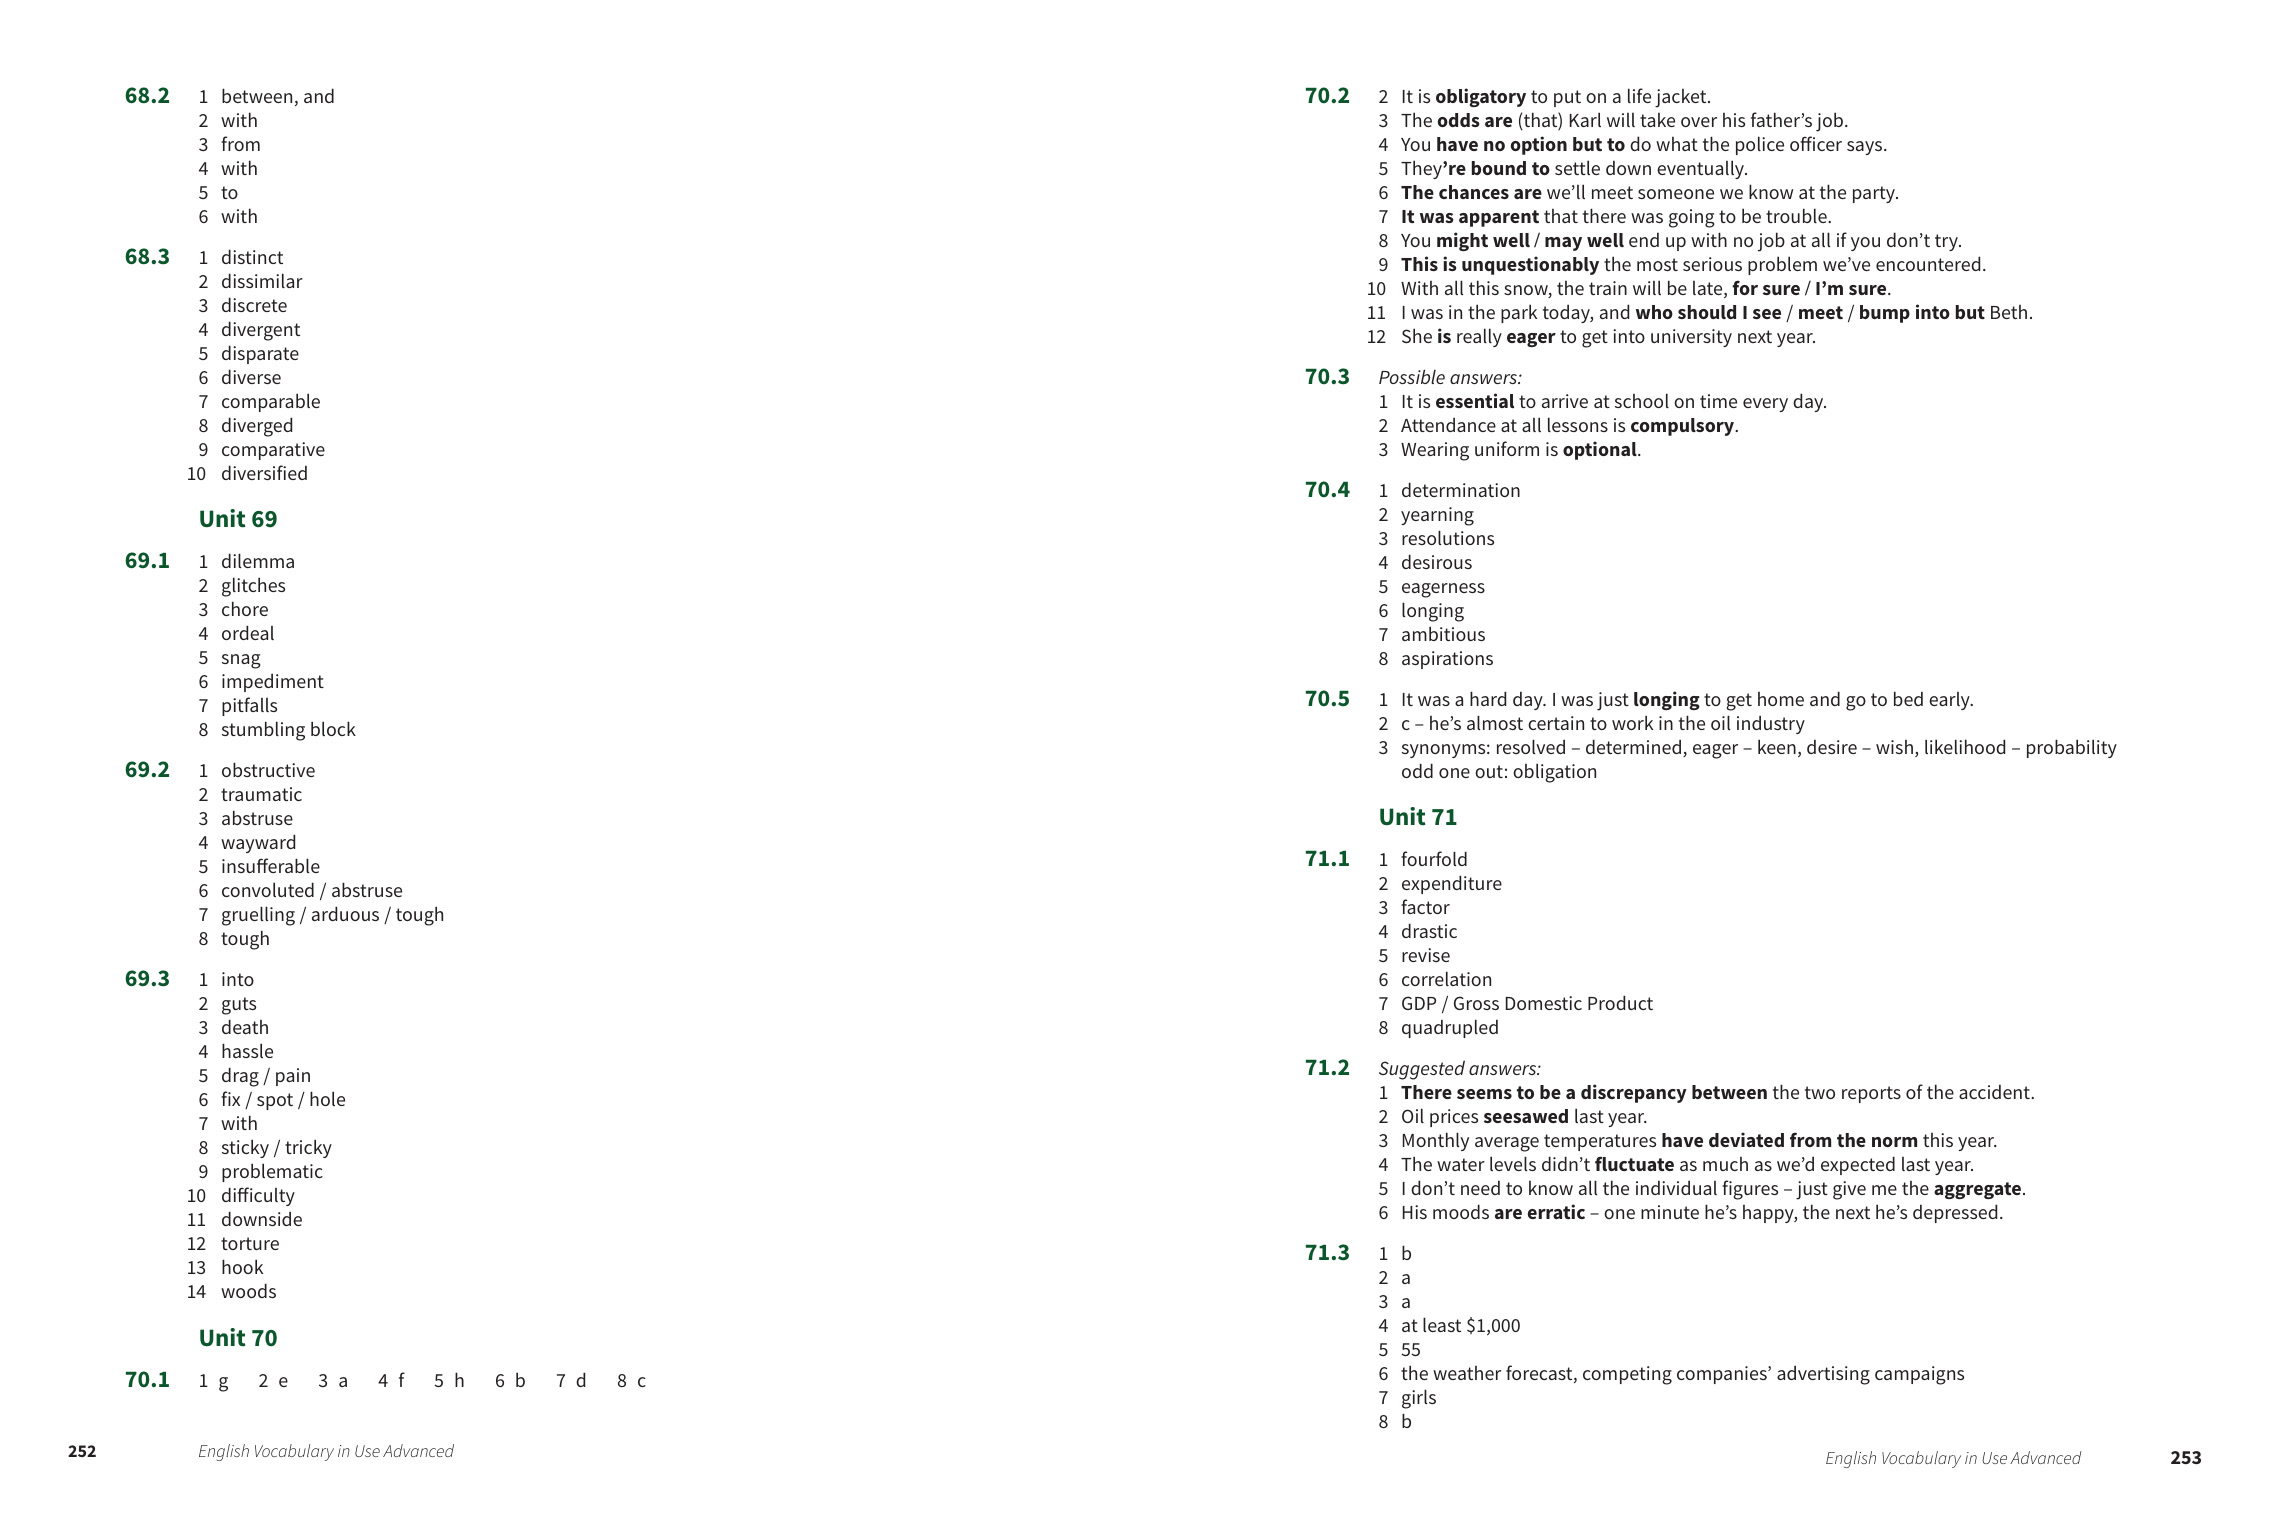 68.2 1 between, and
2 with
3 from
4 with
5 to
6 with
68.3 1 distinct
2 dissimilar
3 discrete
4 divergent
5 disparate
6 diverse
7 comparable
8 diverged
9 comparative
10 diversified
Unit 69
69.1 1 dilemma
2 glitches
3 chore
4 ordeal
5 snag
6 impediment
7 pitfalls
8 stumbling block
69.2 1 obstructive
2 traumatic
3 abstruse
4 wayward
5 insufferable
6 convoluted / abstruse
7 gruelling / arduous / tough
8 tough
69.3 1 into
2 guts
3 death
4 hassle
5 drag / pain
6 fix / spot / hole
7 with
8 sticky / tricky
9 problematic
10 difficulty
11 downside
12 torture
13 hook
14 woods
Unit 70
70.1 1 g 2 e 3 a 4 f 5 h 6 b 7 d 8 c
252 English Vocabulary in Use Advanced
70.2 2 It is obligatory to put on a life jacket.
3 The odds are (that) Karl will take over his father’s job.
4 You have no option but to do what the police officer says.
5 They’re bound to settle down eventually.
6 The chances are we’ll meet someone we know at the party.
7 It was apparent that there was going to be trouble.
8 You might well / may well end up with no job at all if you don’t try.
9 This is unquestionably the most serious problem we’ve encountered.
10 With all this snow, the train will be late, for sure / I’m sure.
11 I was in the park today, and who should I see / meet / bump into but Beth.
12 She is really eager to get into university next year.
70.3 Possible answers:
1 It is essential to arrive at school on time every day.
2 Attendance at all lessons is compulsory.
3 Wearing uniform is optional.
70.4 1 determination
2 yearning
3 resolutions
4 desirous
5 eagerness
6 longing
7 ambitious
8 aspirations
70.5 1 It was a hard day. I was just longing to get home and go to bed early.
2 c – he’s almost certain to work in the oil industry
3 synonyms: resolved – determined, eager – keen, desire – wish, likelihood – probability
odd one out: obligation
Unit 71
71.1 1 fourfold
2 expenditure
3 factor
4 drastic
5 revise
6 correlation
7 GDP / Gross Domestic Product
8 quadrupled
71.2 Suggested answers:
1 There seems to be a discrepancy between the two reports of the accident.
2 Oil prices seesawed last year.
3 Monthly average temperatures have deviated from the norm this year.
4 The water levels didn’t fluctuate as much as we’d expected last year.
5 I don’t need to know all the individual figures – just give me the aggregate.
6 His moods are erratic – one minute he’s happy, the next he’s depressed.
71.3 1 b
2 a
3 a
4 at least $1,000
5 55
6 the weather forecast, competing companies’ advertising campaigns
7 girls
8 b
English Vocabulary in Use Advanced 253